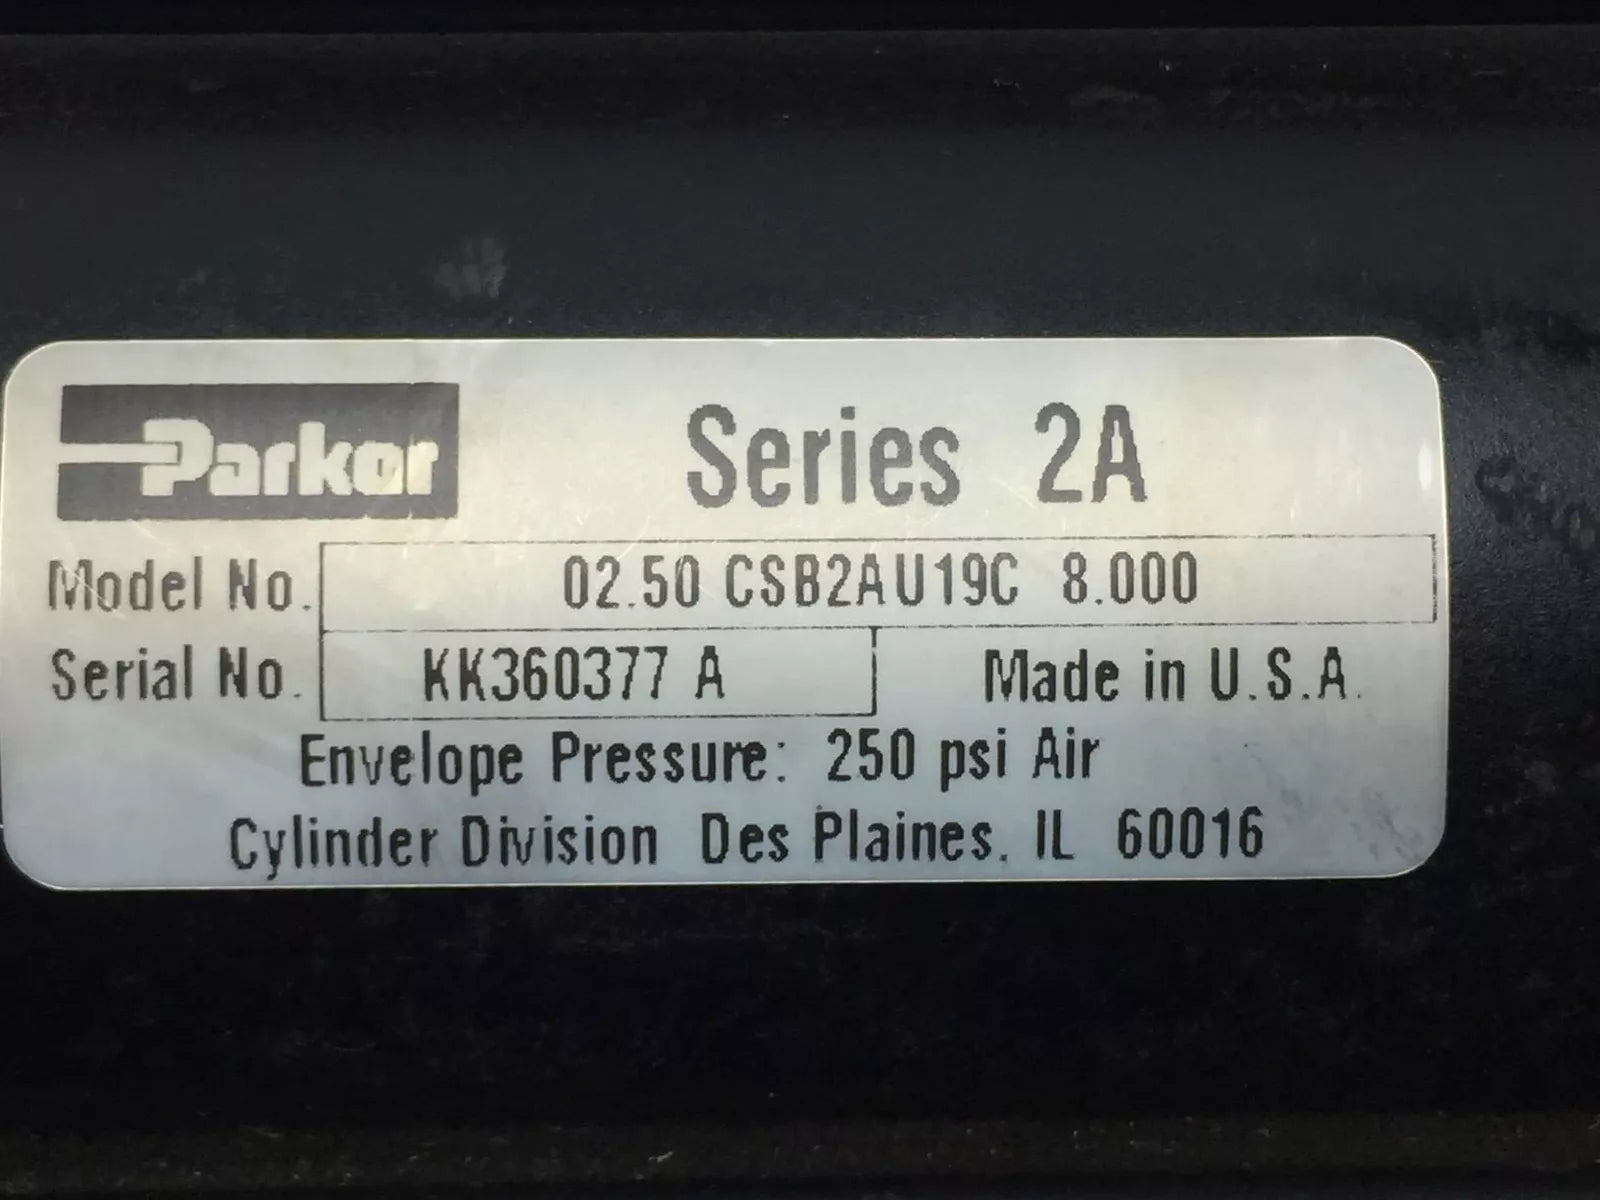 Parker
Series 2A
Model No. 02.50 CSB2AU19C 8.000
Serial No. KK360377 A Made in U.S.A.
Envelope Pressure: 250 psi Air
Cylinder Division Des Plaines, IL 60016